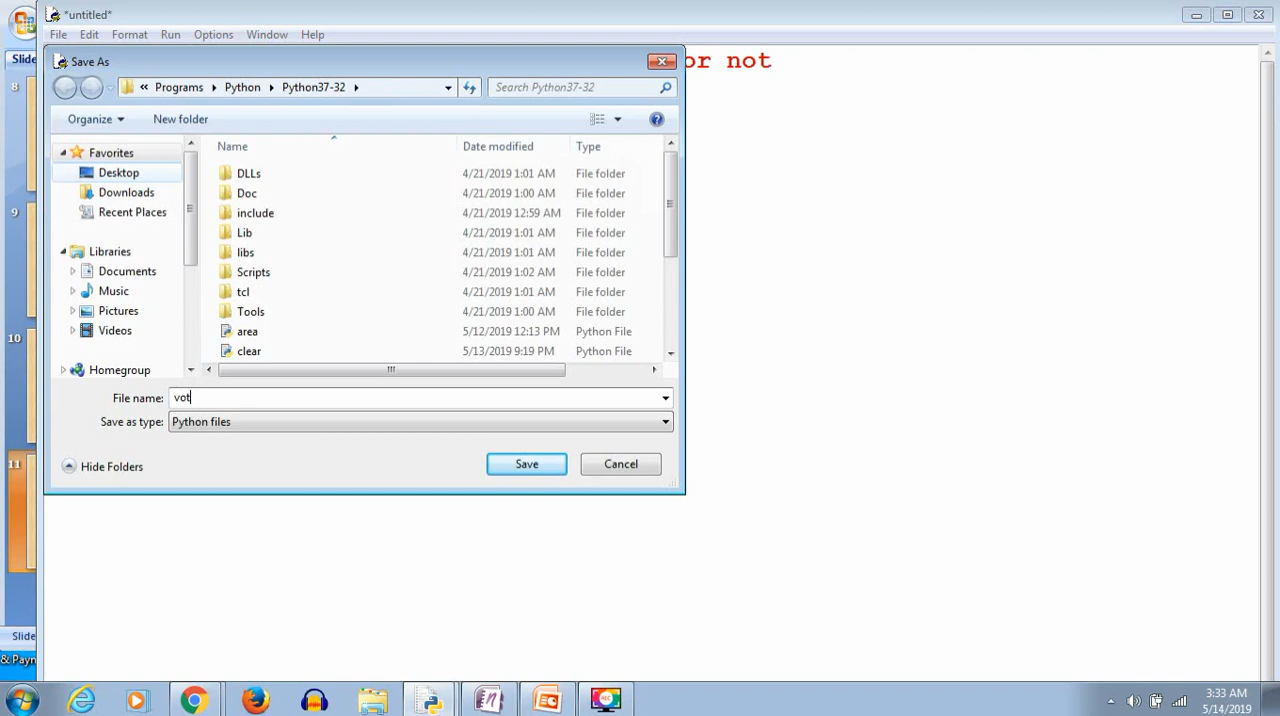 *untitled*
File Edit Format Run Options Window Help
Slide
Save As
or not
« Programs Python Python37-32
Search Python37-32
Organize New folder
Name Date modified Type
Favorites
Desktop
Downloads
Recent Places
Libraries
Documents
Music
Pictures
Videos
Homegroup
DLLs 4/21/2019 1:01 AM File folder
Doc 4/21/2019 1:00 AM File folder
include 4/21/2019 12:59 AM File folder
Lib 4/21/2019 1:01 AM File folder
libs 4/21/2019 1:01 AM File folder
Scripts 4/21/2019 1:02 AM File folder
tcl 4/21/2019 1:01 AM File folder
Tools 4/21/2019 1:00 AM File folder
area 5/12/2019 12:13 PM Python File
clear 5/13/2019 9:19 PM Python File
File name: vot
Save as type: Python files
Hide Folders Save Cancel
8
9
10
11
Slide
& Payn
REC
3:33 AM
5/14/2019